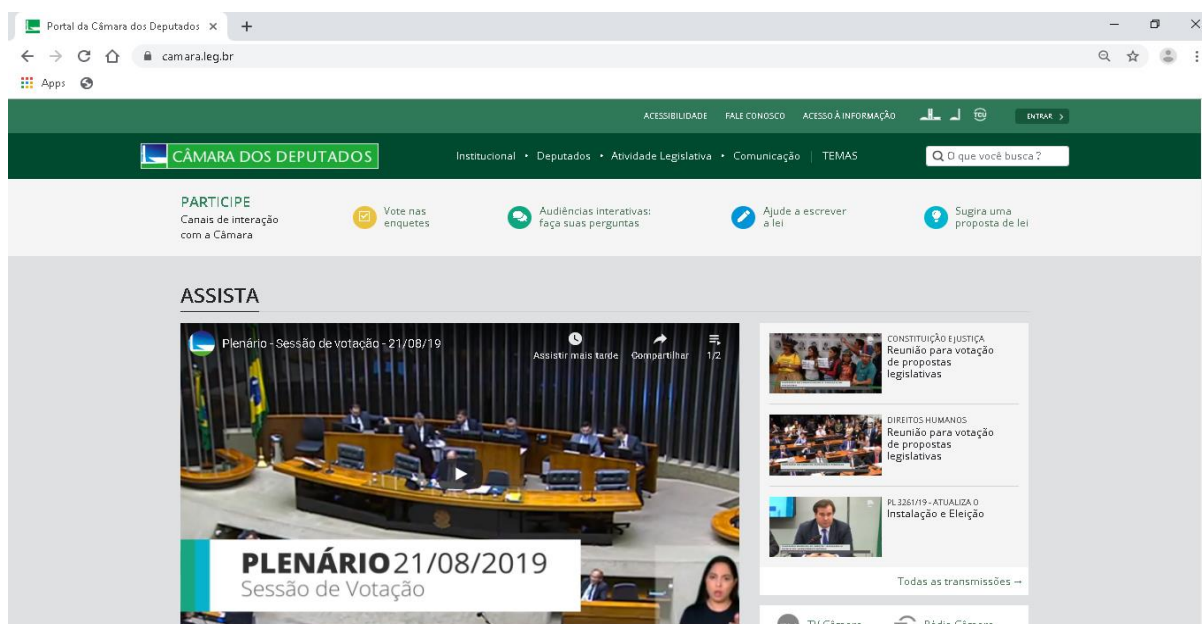 Portal da Câmara dos Deputados
camara.leg.br
Apps
ACESSIBILIDADE FALE CONOSCO ACESSO À INFORMAÇÃO TCU ENTRAR >
CÂMARA DOS DEPUTADOS
Institucional • Deputados • Atividade Legislativa • Comunicação | TEMAS
O que você busca?
PARTICIPE
Canais de interação
com a Câmara
Vote nas
enquetes
Audiências interativas:
faça suas perguntas
Ajude a escrever
a lei
Sugira uma
proposta de lei
ASSISTA
Plenário - Sessão de votação - 21/08/19
Assistir mais tarde
Compartilhar
1/2
PLENÁRIO 21/08/2019
Sessão de Votação
CONSTITUIÇÃO E JUSTIÇA
Reunião para votação
de propostas
legislativas
DIREITOS HUMANOS
Reunião para votação
de propostas
legislativas
PL 3261/19 - ATUALIZA O
Instalação e Eleição
Todas as transmissões →
TV Câmara
Rádio Câmara